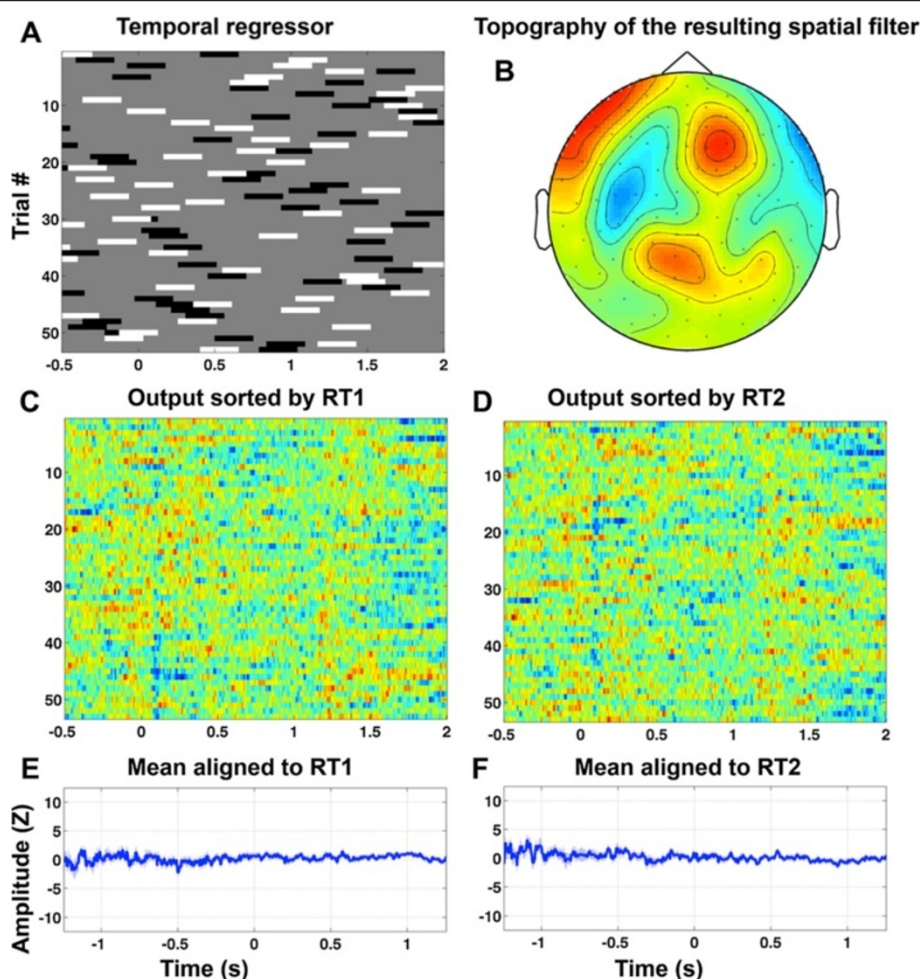 A
Temporal regressor
Topography of the resulting spatial filter
B
Trial #
10
20
30
40
50
-0.5 0 0.5 1 1.5 2
C
Output sorted by RT1
D
Output sorted by RT2
10
20
30
40
50
-0.5 0 0.5 1 1.5 2
10
20
30
40
50
-0.5 0 0.5 1 1.5 2
E
Mean aligned to RT1
F
Mean aligned to RT2
Amplitude (Z)
10
5
0
-5
-10
-1 -0.5 0 0.5 1
Time (s)
10
5
0
-5
-10
-1 -0.5 0 0.5 1
Time (s)